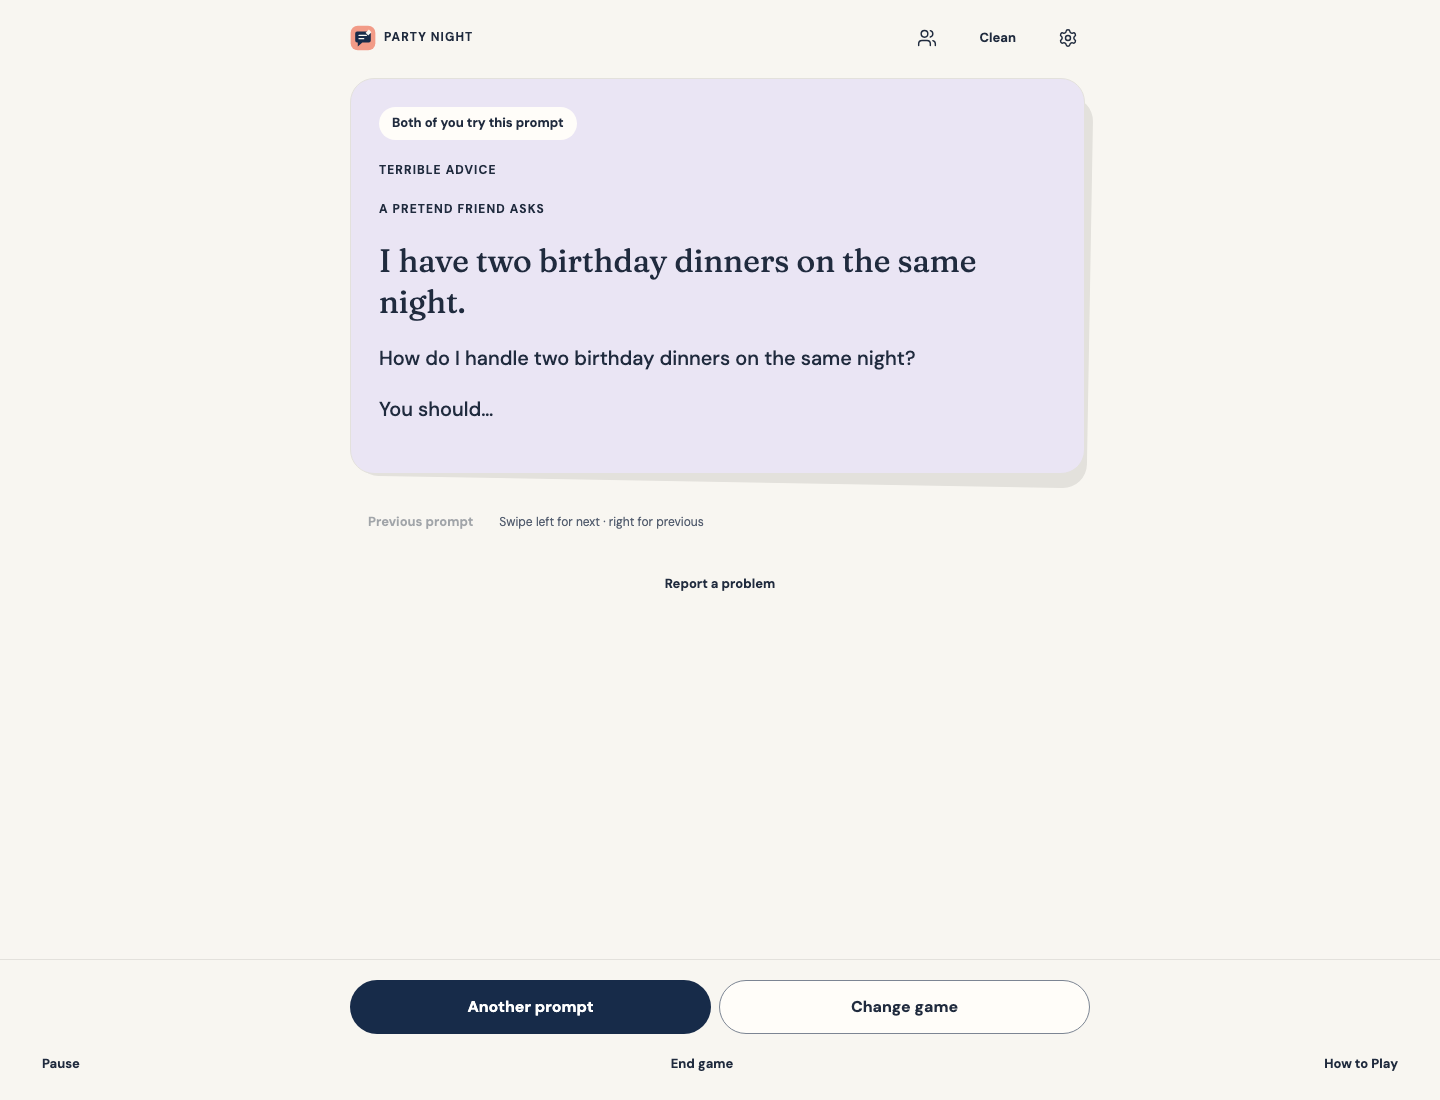 PARTY NIGHT
Clean
Both of you try this prompt
TERRIBLE ADVICE
A PRETEND FRIEND ASKS
I have two birthday dinners on the same
night.
How do I handle two birthday dinners on the same night?
You should...
Previous prompt
Swipe left for next · right for previous
Report a problem
Another prompt
Change game
Pause
End game
How to Play